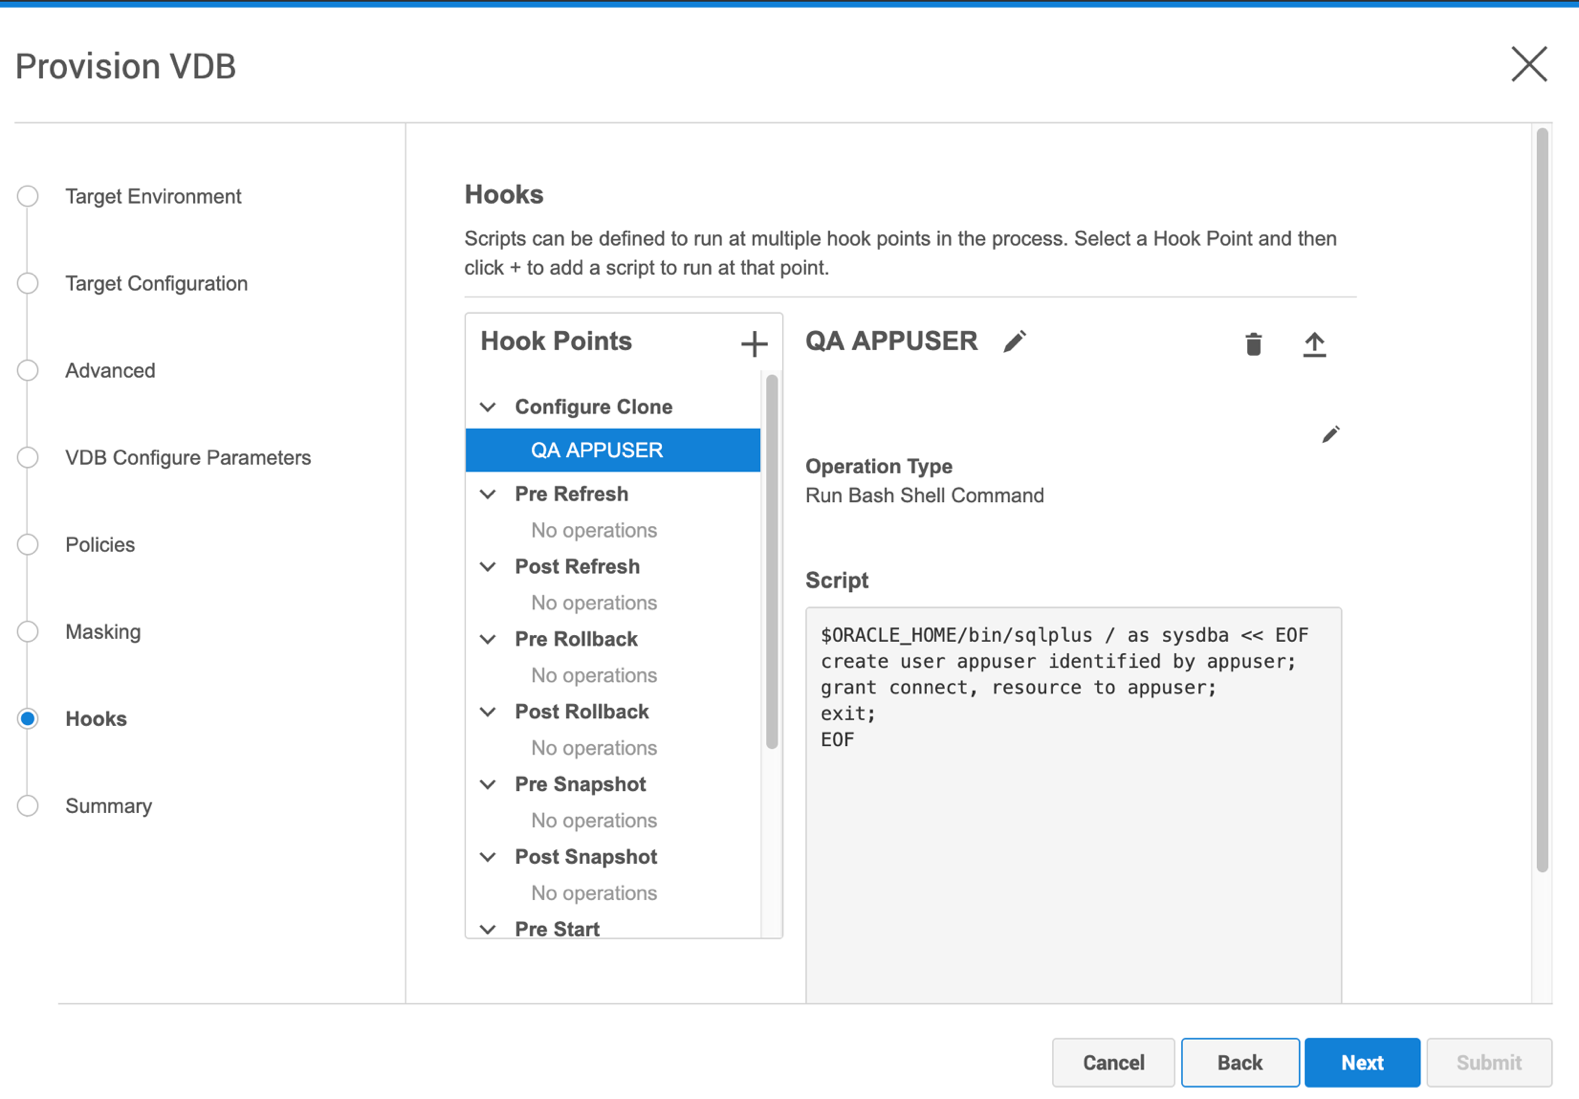 Provision VDB
Target Environment
Target Configuration
Advanced
VDB Configure Parameters
Policies
Masking
Hooks
Summary
Hooks
Scripts can be defined to run at multiple hook points in the process. Select a Hook Point and then
click + to add a script to run at that point.
Hook Points
Configure Clone
QA APPUSER
Pre Refresh
No operations
Post Refresh
No operations
Pre Rollback
No operations
Post Rollback
No operations
Pre Snapshot
No operations
Post Snapshot
No operations
Pre Start
QA APPUSER
Operation Type
Run Bash Shell Command
Script
$ORACLE_HOME/bin/sqlplus / as sysdba << EOF
create user appuser identified by appuser;
grant connect, resource to appuser;
exit;
EOF
Cancel
Back
Next
Submit